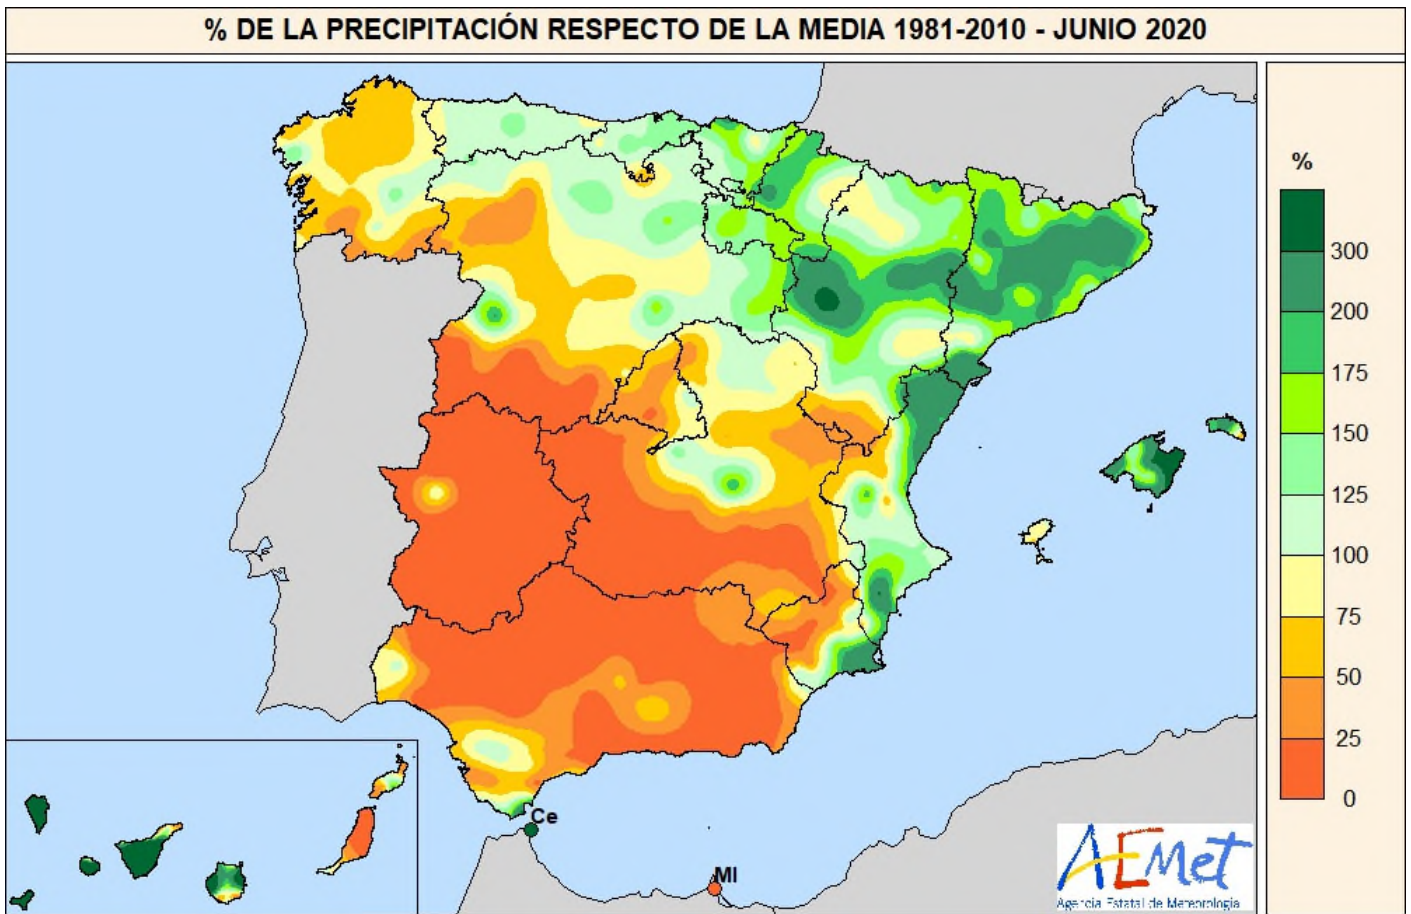 % DE LA PRECIPITACIÓN RESPECTO DE LA MEDIA 1981-2010 - JUNIO 2020
%
300
200
175
150
125
100
75
50
25
0
Ce
Ml
AEMet
Agencia Estatal de Meteorología